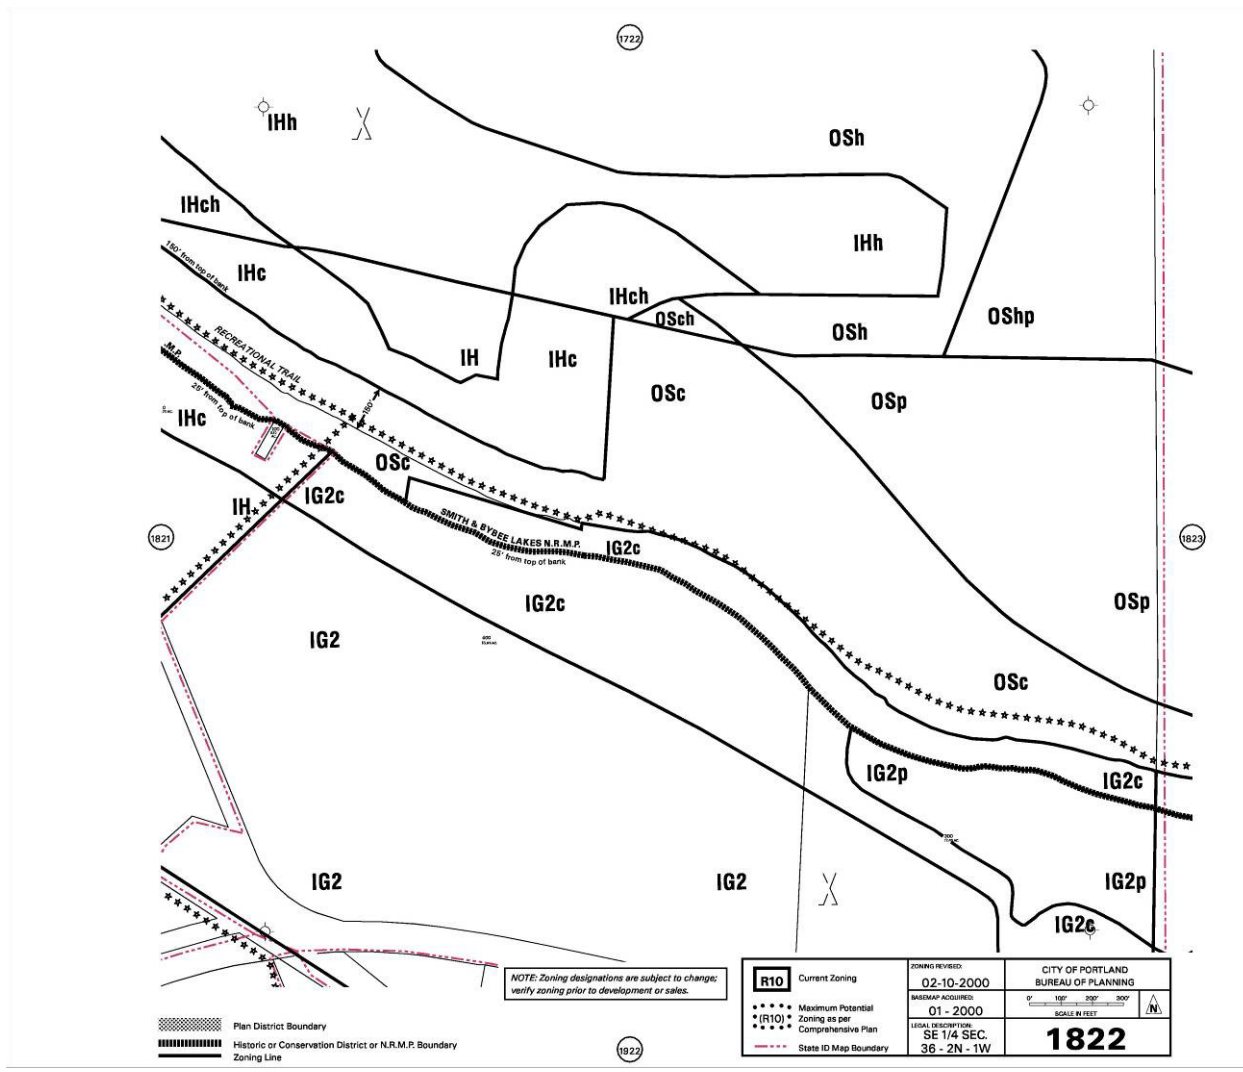 1722
IHh
OSh
IHch
IHh
150' from top of bank
IHc
IHch
OSch
OSh
OShp
RECREATIONAL TRAIL
M.P.
IH
IHc
OSc
OSp
25' from top of bank
150'
IHc
OSc
IG2c
IH
SMITH & BYBEE LAKES N.R.M.P.
25' from top of bank
IG2c
1821
1823
IG2c
OSp
IG2
OSc
IG2p
IG2c
IG2
IG2
IG2p
IG2c
NOTE: Zoning designations are subject to change;
verify zoning prior to development or sales.
Plan District Boundary
Historic or Conservation District or N.R.M.P. Boundary
Zoning Line
1922
R10 Current Zoning
(R10) Maximum Potential
Zoning as per
Comprehensive Plan
State ID Map Boundary
ZONING REVISED:
02-10-2000
BASEMAP ACQUIRED:
01 - 2000
LEGAL DESCRIPTION:
SE 1/4 SEC.
36 - 2N - 1W
CITY OF PORTLAND
BUREAU OF PLANNING
0' 100' 200' 300'
SCALE IN FEET
N
1822